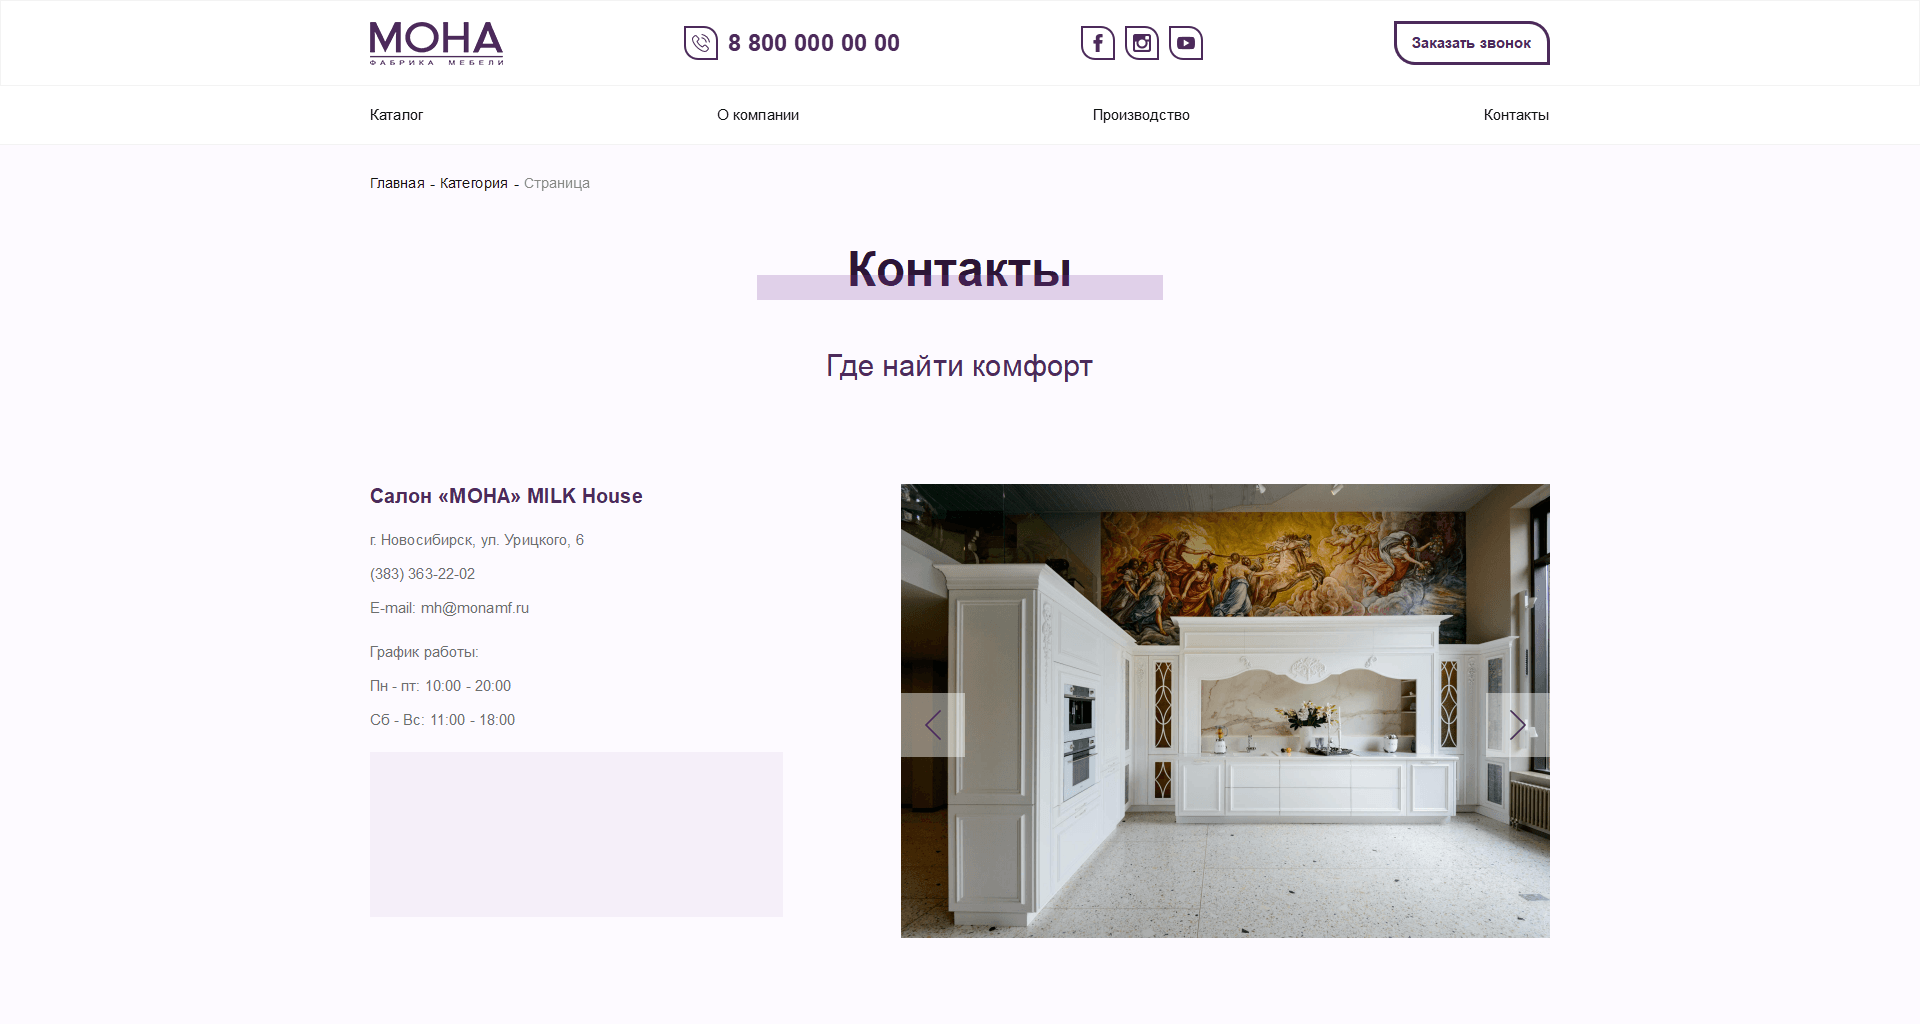 МОНА
ФАБРИКА МЕБЕЛИ
8 800 000 00 00
Заказать звонок
Каталог
О компании
Производство
Контакты
Главная - Категория - Страница
Контакты
Где найти комфорт
Салон «МОНА» MILK House
г. Новосибирск, ул. Урицкого, 6
(383) 363-22-02
E-mail: mh@monamf.ru
График работы:
Пн - пт: 10:00 - 20:00
Сб - Вс: 11:00 - 18:00